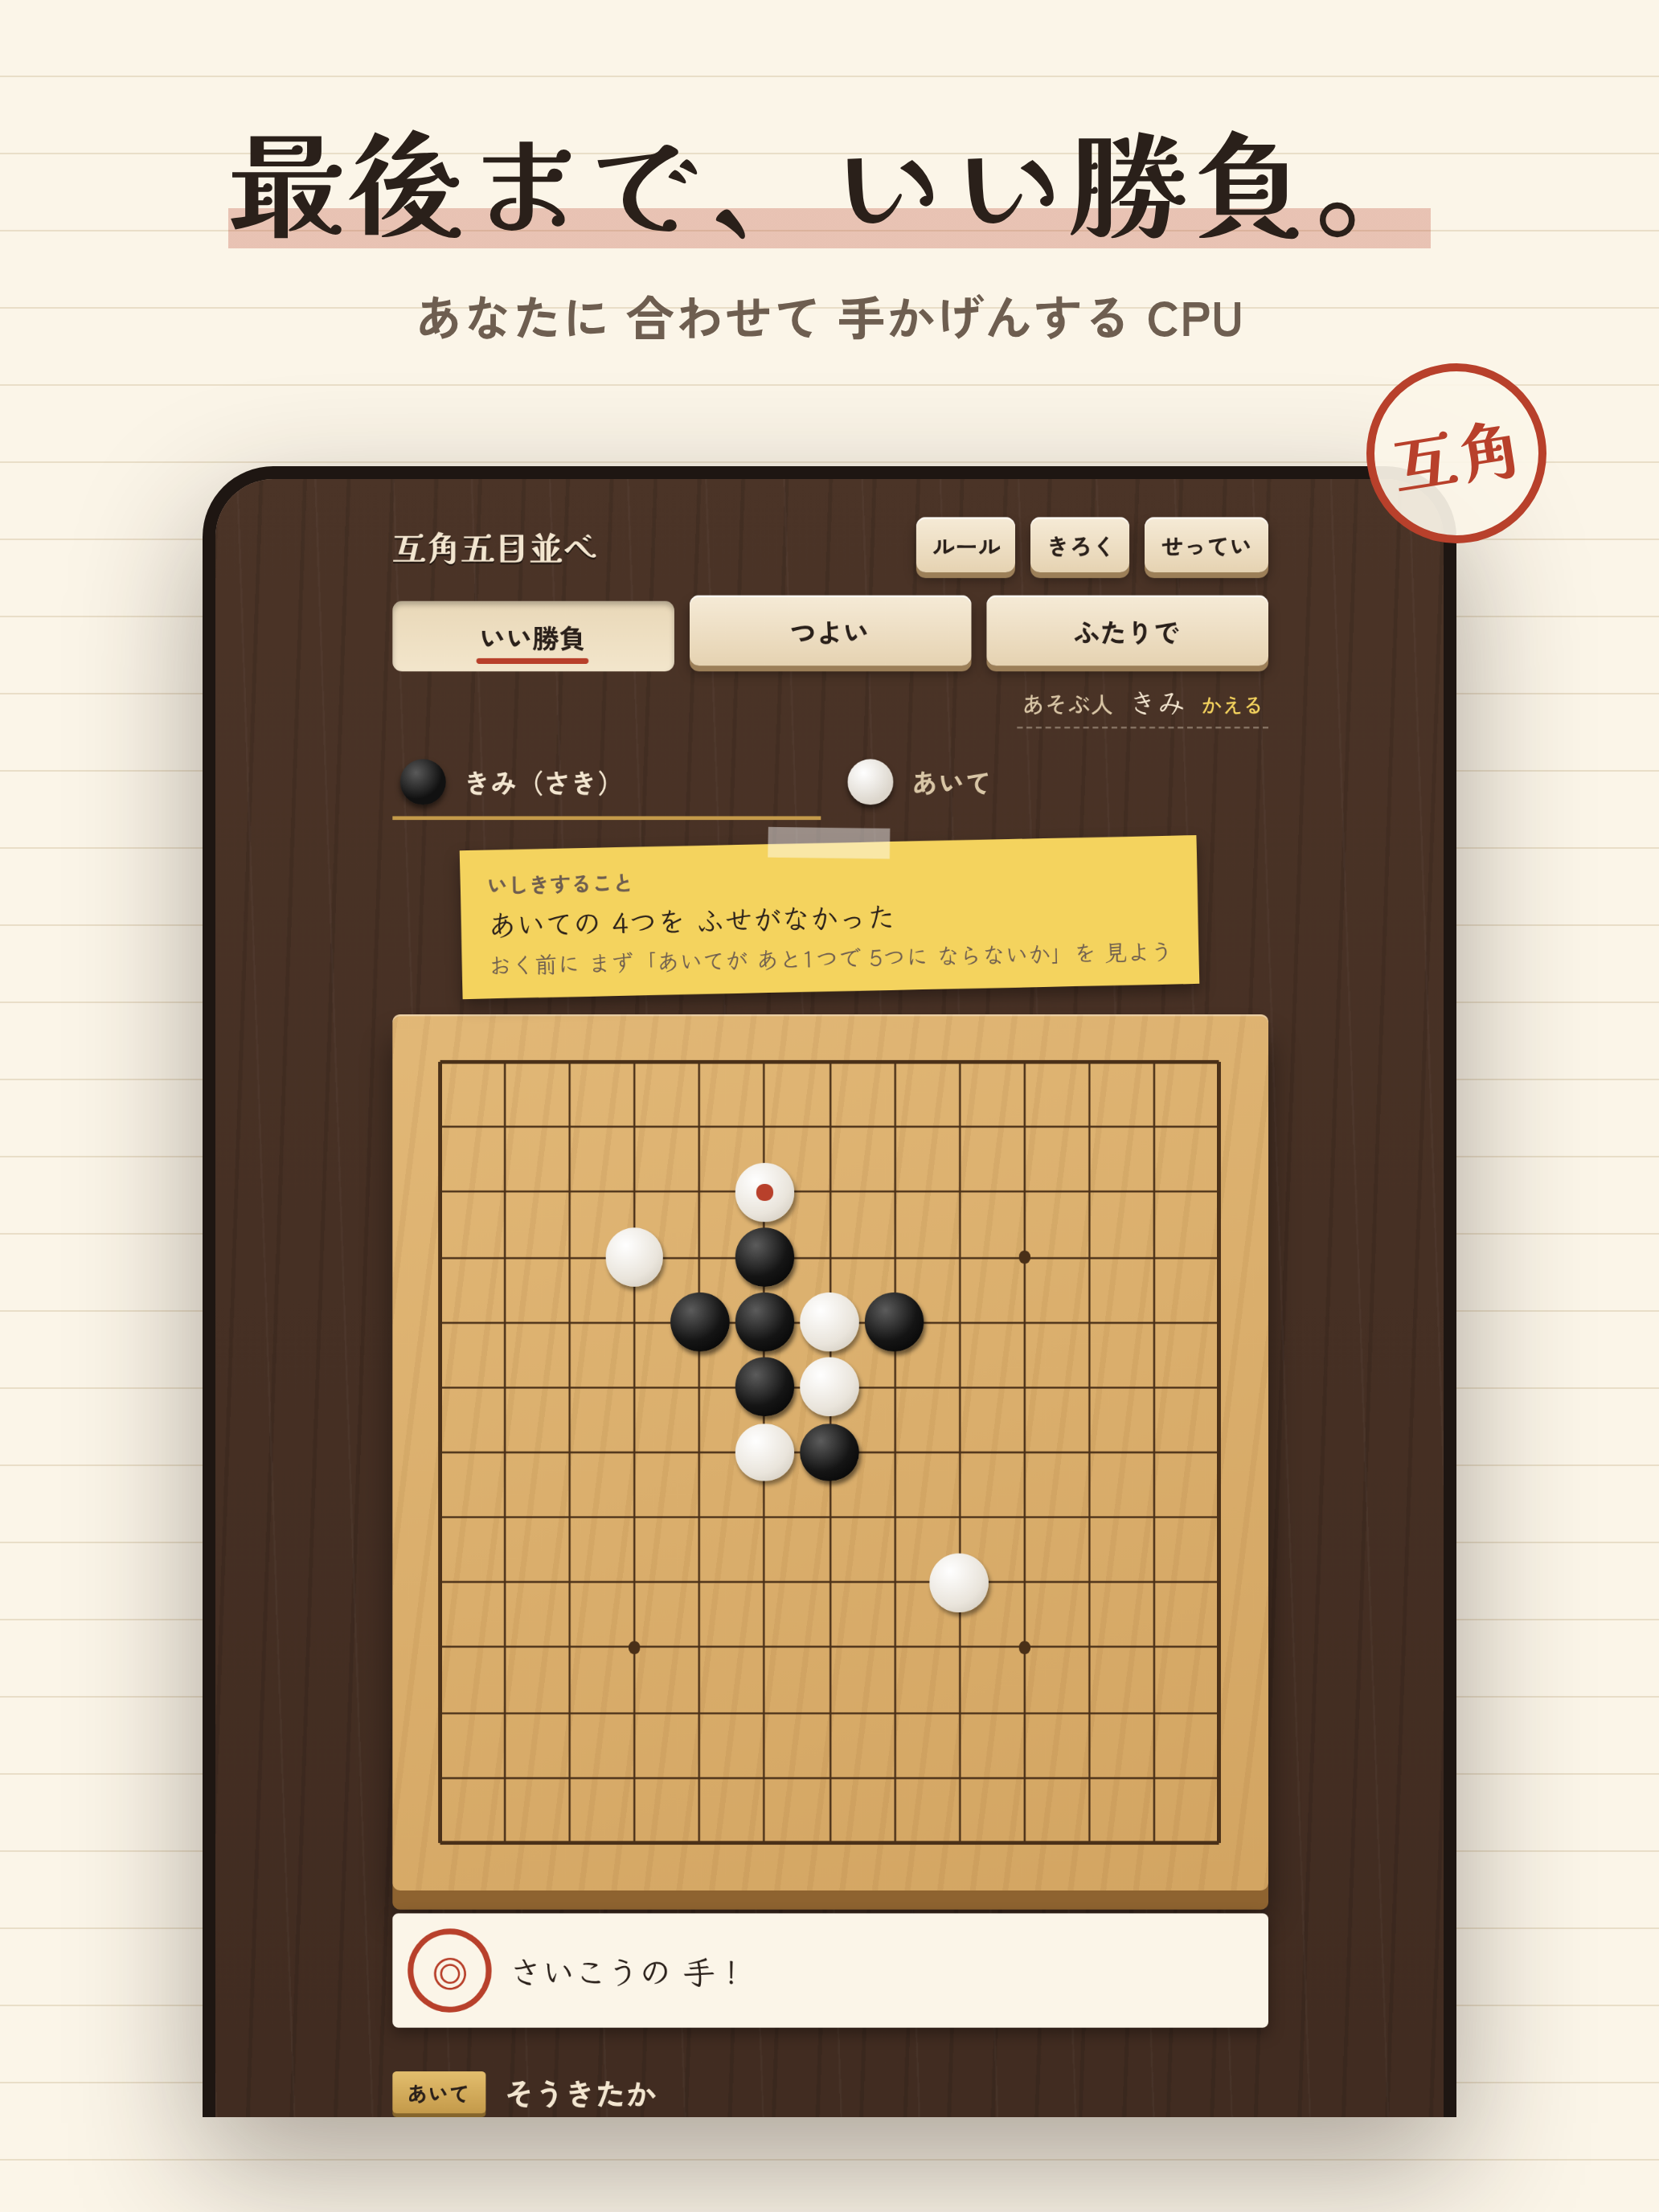 最後まで、いい勝負。
あなたに 合わせて 手かげんする CPU
互角
互角五目並べ
ルール
きろく
せってい
いい勝負
つよい
ふたりで
あそぶ人 きみ かえる
きみ（さき）
あいて
いしきすること
あいての 4つを ふせがなかった
おく前に まず「あいてが あと1つで 5つに ならないか」を 見よう
◎ さいこうの 手！
あいて そうきたか